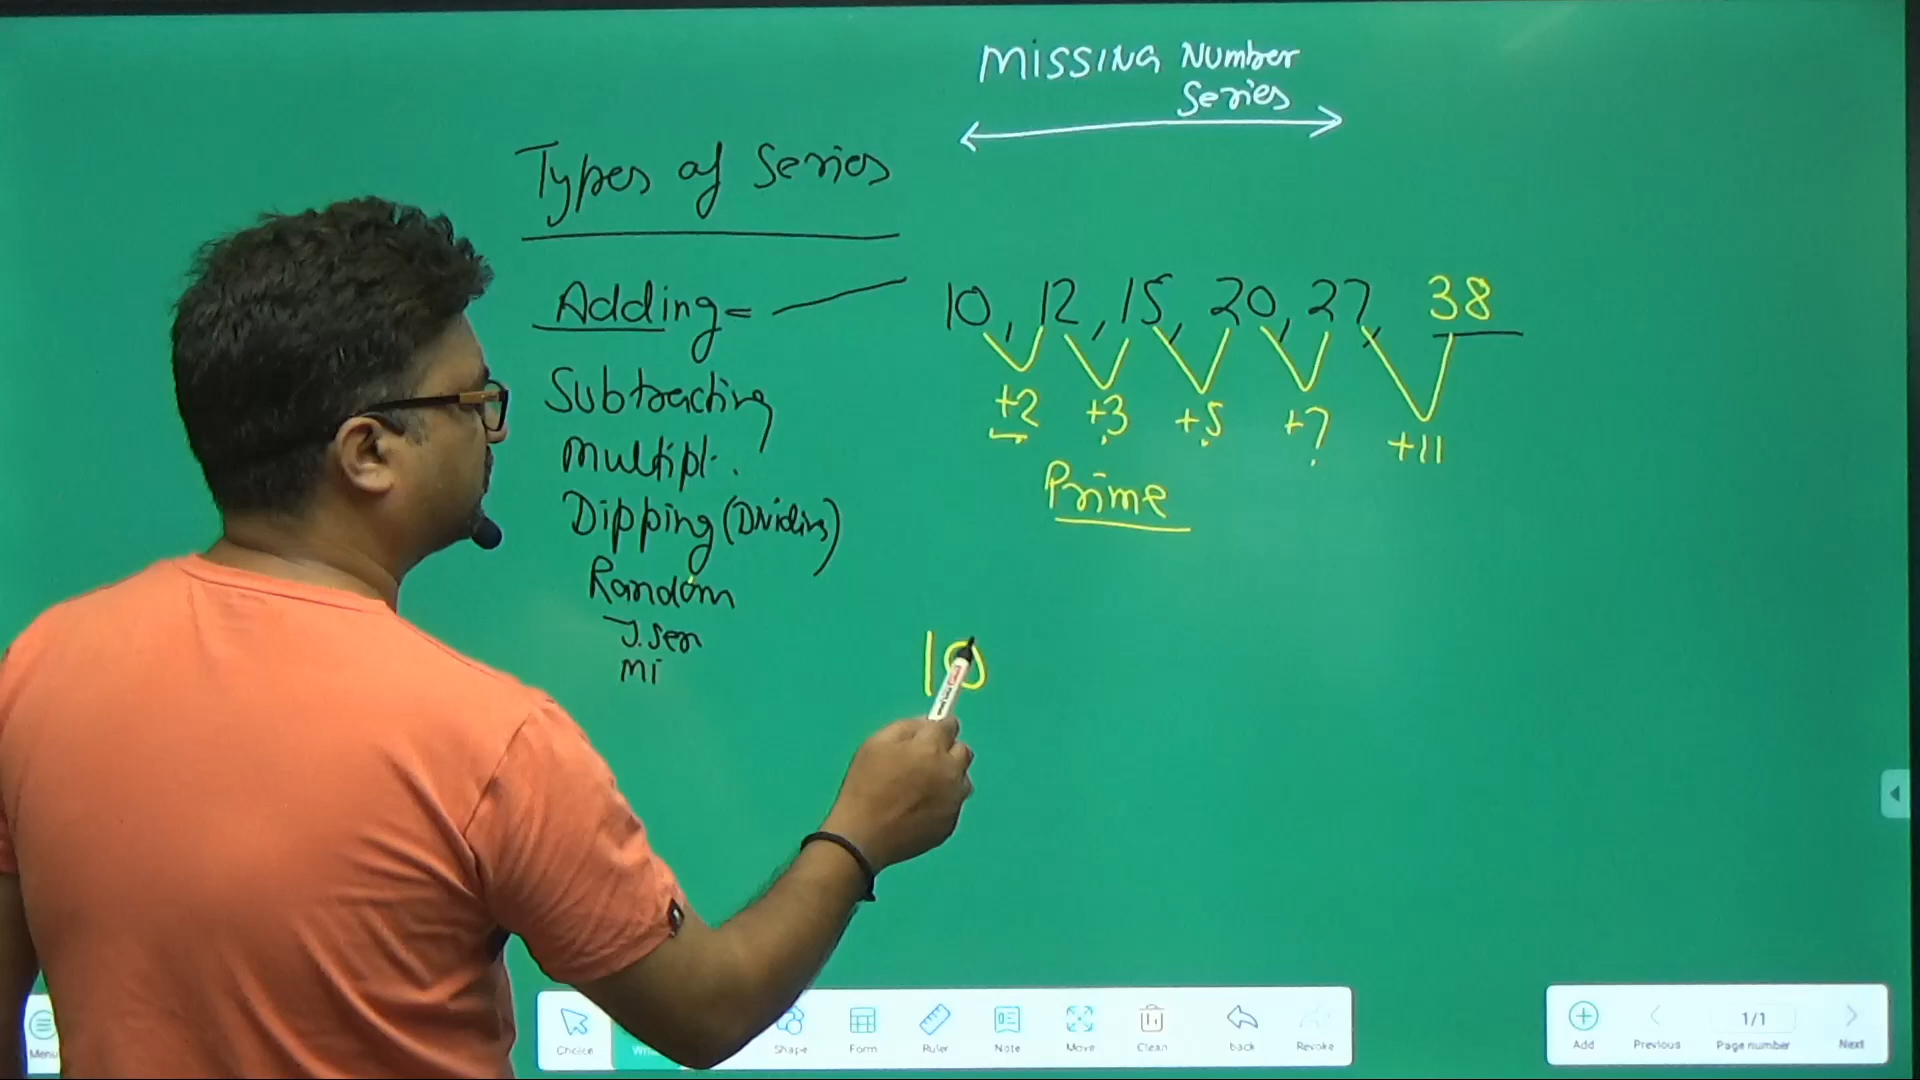 MISSING Number
Series
Types of Series
Adding =
10, 12, 15, 20, 27, 38
+2 +3 +5 +7 +11
Prime
Subtracting
Multipl.
Dipping (Dividing)
Random
MI
10
Menu
Choice
Shape
Form
Ruler
Note
Move
Clean
back
Revoke
Add
Previous
1/1
Page number
Next